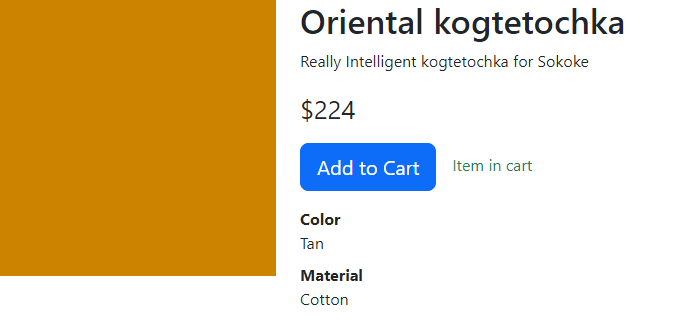 Oriental kogtetochka
Really Intelligent kogtetochka for Sokoke
$224
Add to Cart
Item in cart
Color
Tan
Material
Cotton